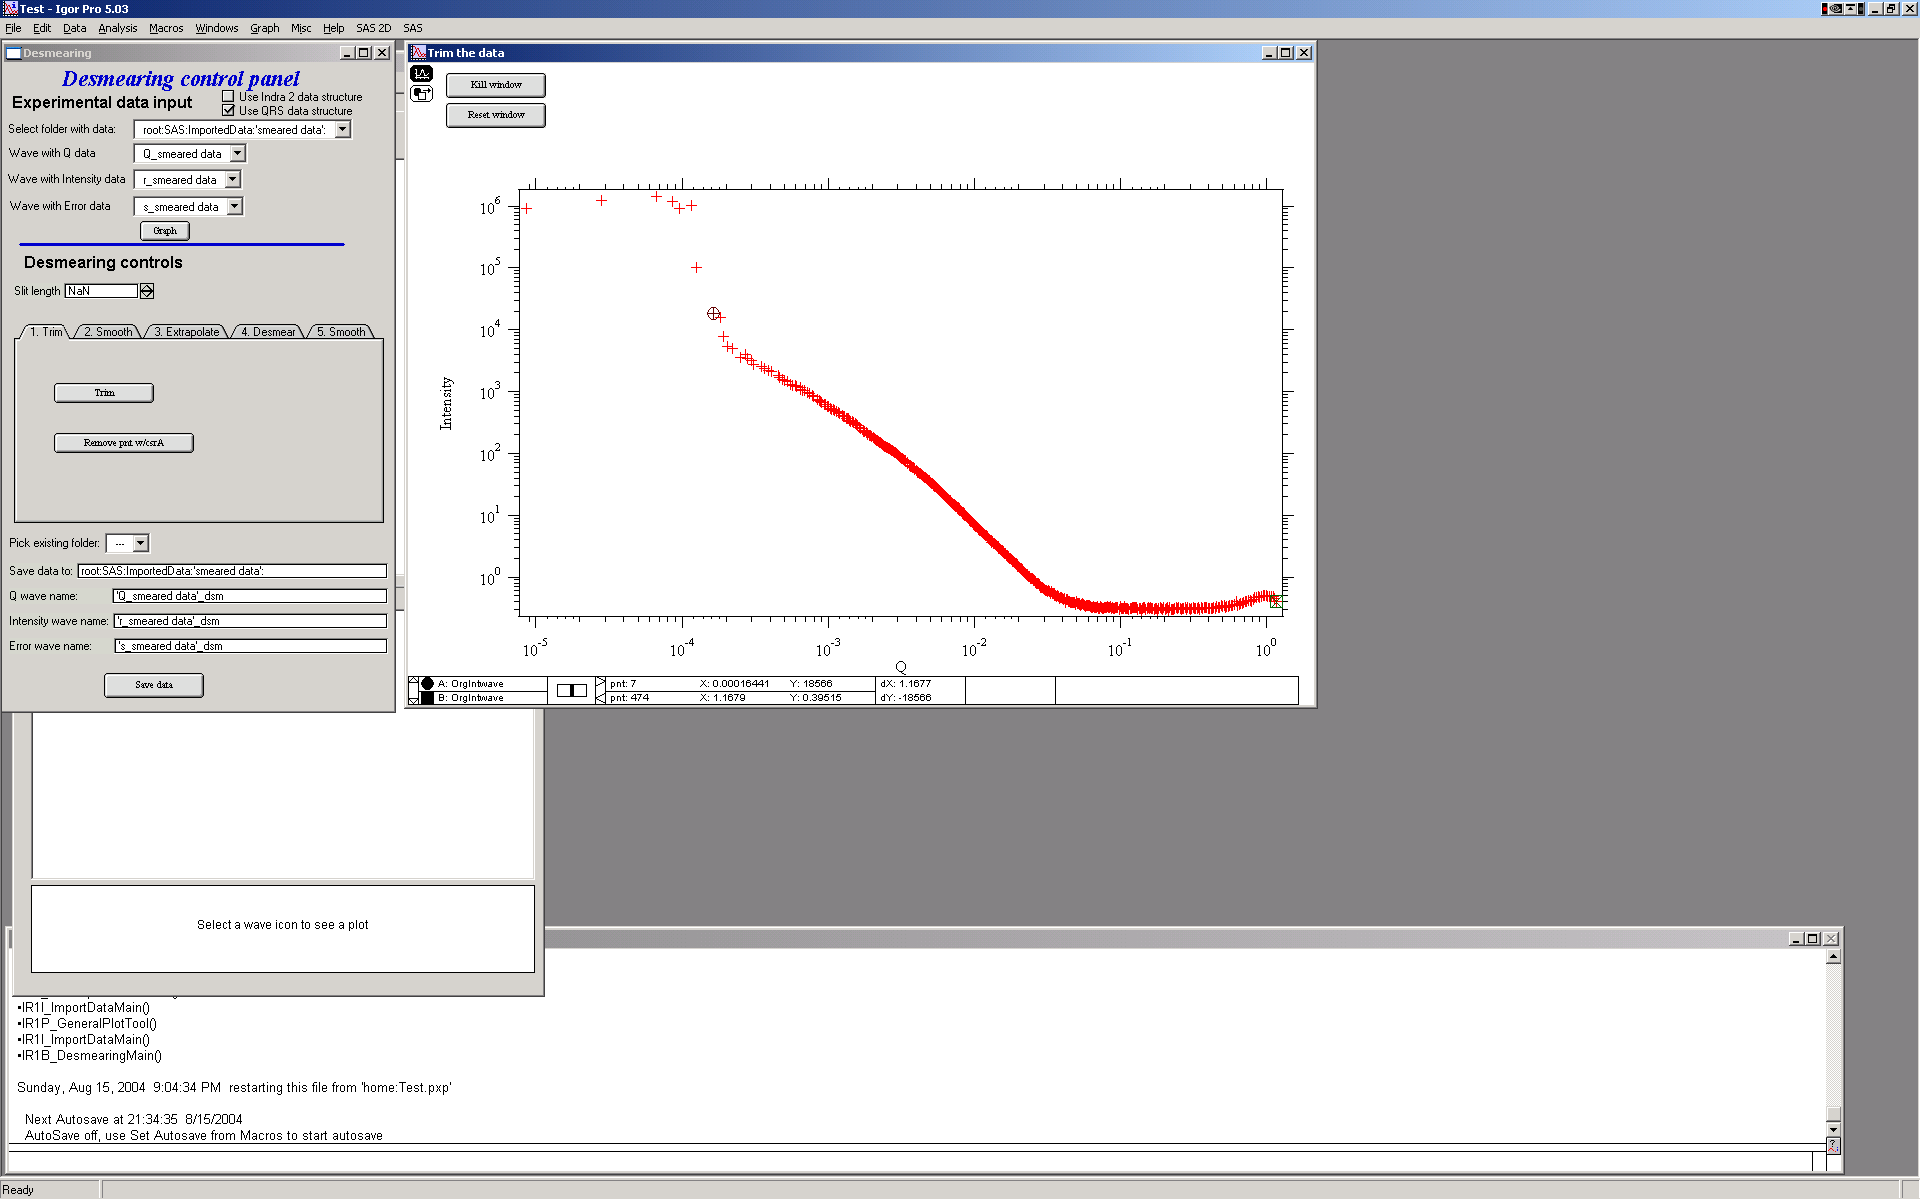 Test - Igor Pro 5.03
File Edit Data Analysis Macros Windows Graph Misc Help SAS 2D SAS
Desmearing
Desmearing control panel
Experimental data input
Use Indra 2 data structure
Use QRS data structure
Select folder with data: root:SAS:ImportedData:'smeared data':
Wave with Q data Q_smeared data
Wave with Intensity data r_smeared data
Wave with Error data s_smeared data
Graph
Desmearing controls
Slit length NaN
1. Trim 2. Smooth 3. Extrapolate 4. Desmear 5. Smooth
Trim
Remove pnt w/csrA
Pick existing folder: ---
Save data to: root:SAS:ImportedData:'smeared data':
Q wave name: 'Q_smeared data'_dsm
Intensity wave name: 'r_smeared data'_dsm
Error wave name: 's_smeared data'_dsm
Save data
Trim the data
Kill window
Reset window
10^6
10^5
10^4
10^3
10^2
10^1
10^0
Intensity
10^-5 10^-4 10^-3 10^-2 10^-1 10^0
Q
A: OrgIntwave pnt: 7 X: 0.00016441 Y: 18566 dX: 1.1677
B: OrgIntwave pnt: 474 X: 1.1679 Y: 0.39515 dY: -18566
Select a wave icon to see a plot
•IR1I_ImportDataMain()
•IR1P_GeneralPlotTool()
•IR1I_ImportDataMain()
•IR1B_DesmearingMain()
Sunday, Aug 15, 2004 9:04:34 PM restarting this file from 'home:Test.pxp'
Next Autosave at 21:34:35 8/15/2004
AutoSave off, use Set Autosave from Macros to start autosave
Ready